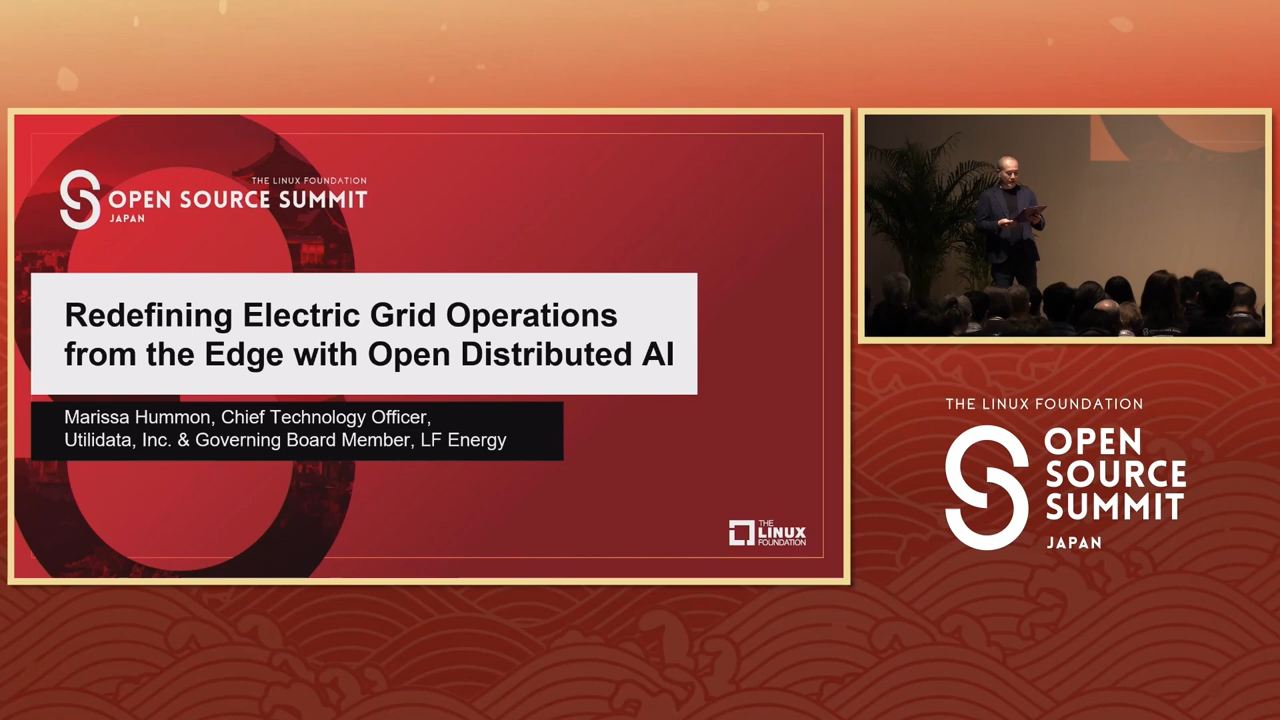 THE LINUX FOUNDATION
OPEN SOURCE SUMMIT
JAPAN
Redefining Electric Grid Operations
from the Edge with Open Distributed AI
Marissa Hummon, Chief Technology Officer,
Utilidata, Inc. & Governing Board Member, LF Energy
THE
LINUX
FOUNDATION
THE LINUX FOUNDATION
OPEN
SOURCE
SUMMIT
JAPAN